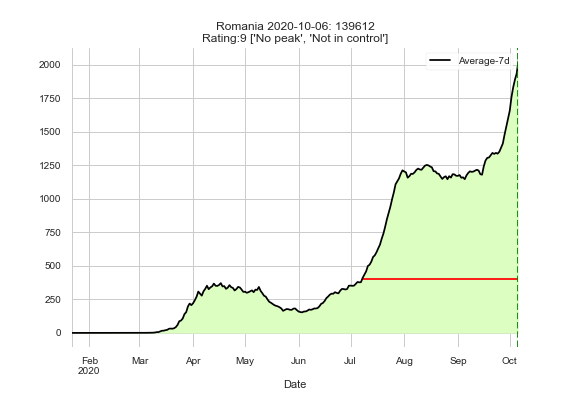 Romania 2020-10-06: 139612
Rating:9 ['No peak', 'Not in control']
Average-7d
2000
1750
1500
1250
1000
750
500
250
0
Feb Mar Apr May Jun Jul Aug Sep Oct
2020
Date